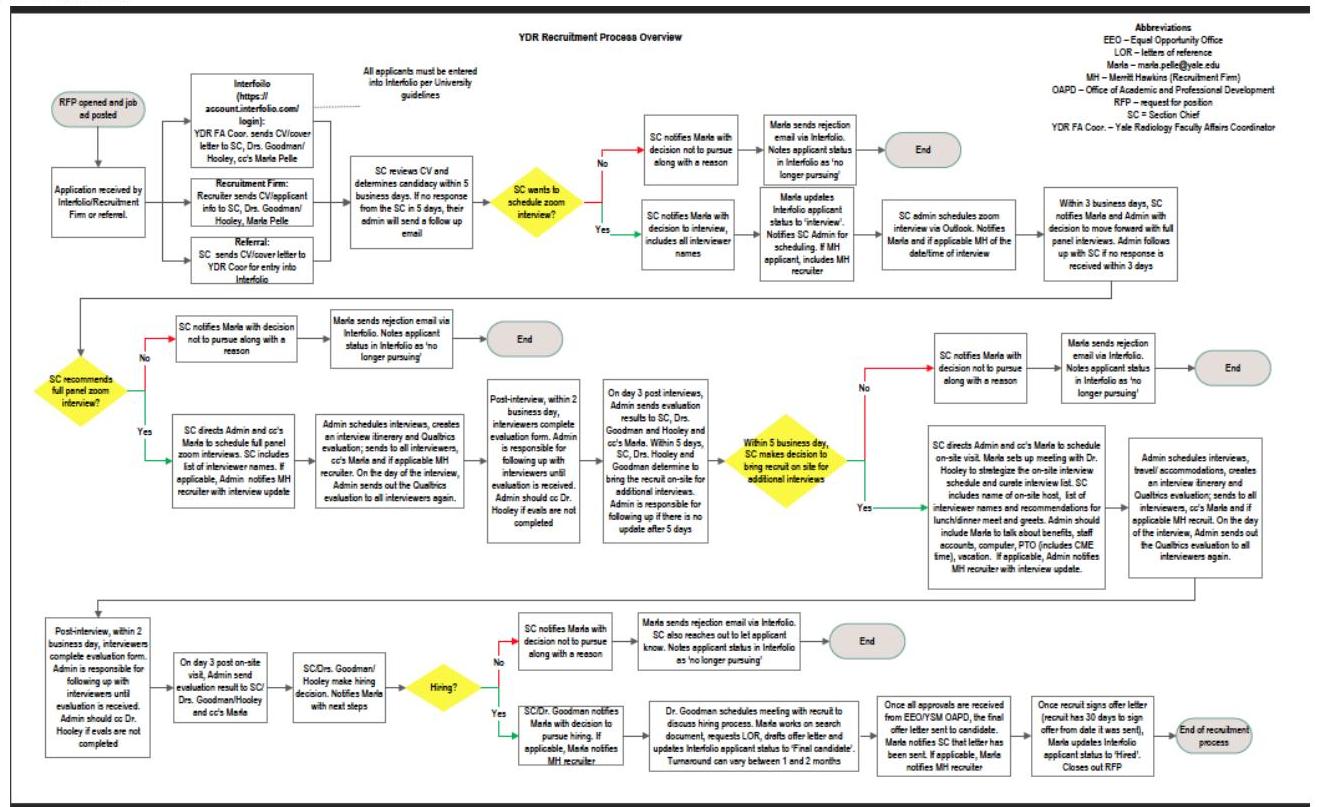 YDR Recruitment Process Overview
Abbreviations
EEO – Equal Opportunity Office
LOR – letters of reference
Marla – marla.pelle@yale.edu
MH – Merritt Hawkins (Recruitment Firm)
OAPD – Office of Academic and Professional Development
RFP – request for position
SC = Section Chief
YDR FA Coor. – Yale Radiology Faculty Affairs Coordinator
RFP opened and job
ad posted
Application received by
Interfolio/Recruitment
Firm or referral.
Interfoilo
(https://
account.interfolio.com/
login):
YDR FA Coor. sends CV/cover
letter to SC, Drs. Goodman/
Hooley, cc's Marla Pelle
All applicants must be entered
into Interfolio per University
guidelines
Recruitment Firm:
Recruiter sends CV/applicant
info to SC, Drs. Goodman/
Hooley, Marla Pelle
Referral:
SC sends CV/cover letter to
YDR Coor for entry into
Interfolio
SC reviews CV and
determines candidacy within 5
business days. If no response
from the SC in 5 days, their
admin will send a follow up
email
SC wants to
schedule zoom
interview?
No
SC notifies Marla with
decision not to pursue
along with a reason
Marla sends rejection
email via Interfolio.
Notes applicant status
in Interfolio as 'no
longer pursuing'
End
Yes
SC notifies Marla with
decision to interview,
includes all interviewer
names
Marla updates
Interfolio applicant
status to 'interview'.
Notifies SC Admin for
scheduling. If MH
applicant, includes MH
recruiter
SC admin schedules zoom
interview via Outlook. Notifies
Marla and if applicable MH of the
date/time of interview
Within 3 business days, SC
notifies Marla and Admin with
decision to move forward with full
panel interviews. Admin follows
up with SC if no response is
received within 3 days
SC recommends
full panel zoom
interview?
No
SC notifies Marla with decision
not to pursue along with a
reason
Marla sends rejection email via
Interfolio. Notes applicant
status in Interfolio as 'no
longer pursuing'
End
Yes
SC directs Admin and cc's
Marla to schedule full panel
zoom interviews. SC includes
list of interviewer names. If
applicable, Admin notifies MH
recruiter with interview update
Admin schedules interviews, creates
an interview itinerary and Qualtrics
evaluation; sends to all interviewers,
cc's Marla and if applicable MH
recruiter. On the day of the interview,
Admin sends out the Qualtrics
evaluation to all interviewers again.
Post-interview, within 2
business day,
interviewers complete
evaluation form. Admin
is responsible for
following up with
interviewers until
evaluation is received.
Admin should cc Dr.
Hooley if evals are not
completed
On day 3 post interviews,
Admin sends evaluation
results to SC, Drs.
Goodman and Hooley and
cc's Marla. Within 5 days,
SC, Drs. Hooley and
Goodman determine to
bring the recruit on-site for
additional interviews.
Admin is responsible for
following up if there is no
update after 5 days
Within 5 business day,
SC makes decision to
bring recruit on site for
additional interviews
No
SC notifies Marla with
decision not to pursue
along with a reason
Marla sends rejection
email via Interfolio.
Notes applicant status
in Interfolio as 'no
longer pursuing'
End
Yes
SC directs Admin and cc's Marla to schedule
on-site visit. Marla sets up meeting with Dr.
Hooley to strategize the on-site interview
schedule and curate interview list. SC
includes name of on-site host, list of
interviewer names and recommendations for
lunch/dinner meet and greets. Admin should
include Marla to talk about benefits, staff
accounts, computer, PTO (includes CME
time), vacation. If applicable, Admin notifies
MH recruiter with interview update.
Admin schedules interviews,
travel/ accommodations, creates
an interview itinerary and
Qualtrics evaluation; sends to all
interviewers, cc's Marla and if
applicable MH recruit. On the day
of the interview, Admin sends out
the Qualtrics evaluation to all
interviewers again.
Post-interview, within 2
business day, interviewers
complete evaluation form.
Admin is responsible for
following up with
interviewers until
evaluation is received.
Admin should cc Dr.
Hooley if evals are not
completed
On day 3 post on-site
visit, Admin send
evaluation result to SC/
Drs. Goodman/Hooley
and cc's Marla
SC/Drs. Goodman/
Hooley make hiring
decision. Notifies Marla
with next steps
Hiring?
No
SC notifies Marla with
decision not to pursue
along with a reason
Marla sends rejection email via Interfolio.
SC also reaches out to let applicant
know. Notes applicant status in Interfolio
as 'no longer pursuing'
End
Yes
SC/Dr. Goodman notifies
Marla with decision to
pursue hiring. If
applicable, Marla notifies
MH recruiter
Dr. Goodman schedules meeting with recruit to
discuss hiring process. Marla works on search
document, requests LOR, drafts offer letter and
updates Interfolio applicant status to 'Final candidate'.
Turnaround can vary between 1 and 2 months
Once all approvals are received
from EEO/YSM OAPD, the final
offer letter sent to candidate.
Marla notifies SC that letter has
been sent. If applicable, Marla
notifies MH recruiter
Once recruit signs offer letter
(recruit has 30 days to sign
offer from date it was sent),
Marla updates Interfolio
applicant status to 'Hired'.
Closes out RFP
End of recruitment
process